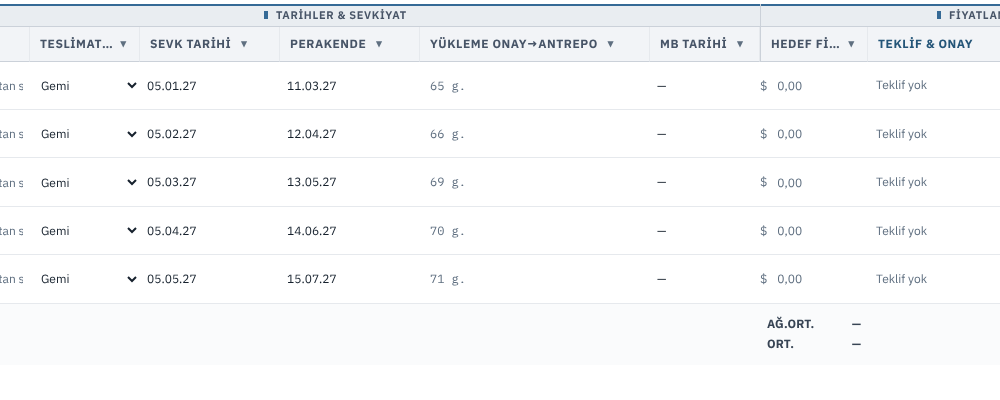 TARİHLER & SEVKİYAT
TESLİMAT... ▼ SEVK TARİHİ ▼ PERAKENDE ▼ YÜKLEME ONAY→ANTREPO ▼ MB TARİHİ ▼ HEDEF Fİ... ▼ TEKLİF & ONAY
Gemi 05.01.27 11.03.27 65 g. — $ 0,00 Teklif yok
Gemi 05.02.27 12.04.27 66 g. — $ 0,00 Teklif yok
Gemi 05.03.27 13.05.27 69 g. — $ 0,00 Teklif yok
Gemi 05.04.27 14.06.27 70 g. — $ 0,00 Teklif yok
Gemi 05.05.27 15.07.27 71 g. — $ 0,00 Teklif yok
AĞ.ORT. —
ORT. —